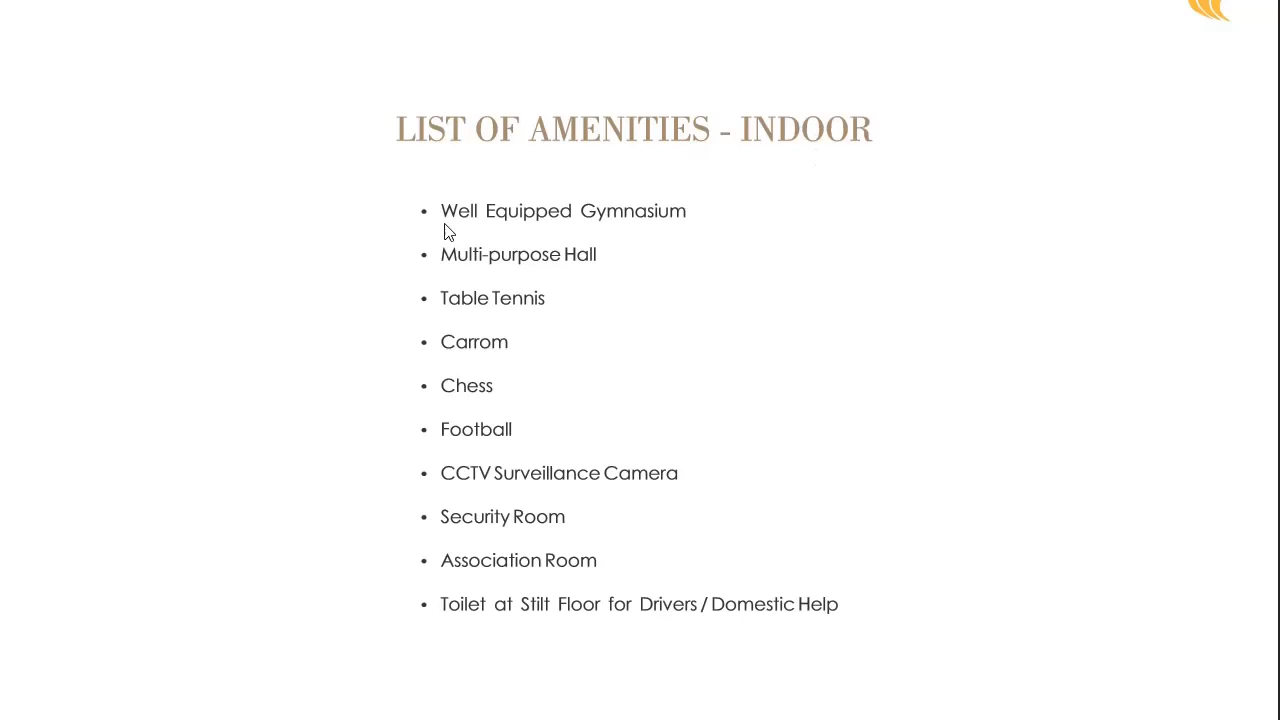 LIST OF AMENITIES - INDOOR
• Well Equipped Gymnasium
• Multi-purpose Hall
• Table Tennis
• Carrom
• Chess
• Football
• CCTV Surveillance Camera
• Security Room
• Association Room
• Toilet at Stilt Floor for Drivers / Domestic Help